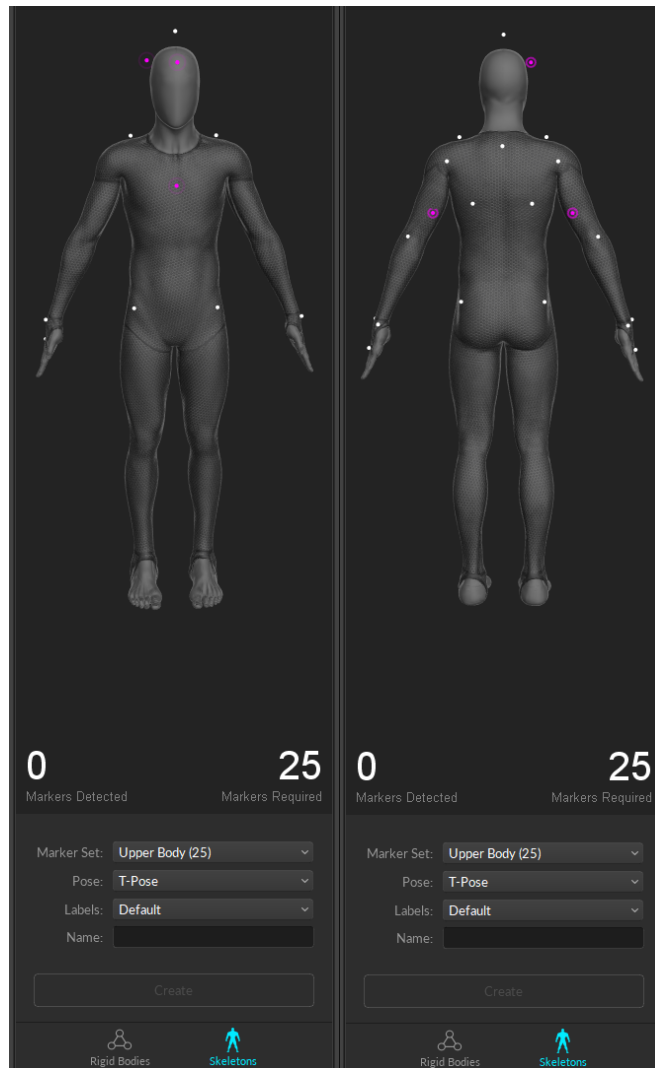 0
25
Markers Detected
Markers Required
Marker Set: Upper Body (25)
Pose: T-Pose
Labels: Default
Name:
Create
Rigid Bodies
Skeletons
0
25
Markers Detected
Markers Required
Marker Set: Upper Body (25)
Pose: T-Pose
Labels: Default
Name:
Create
Rigid Bodies
Skeletons